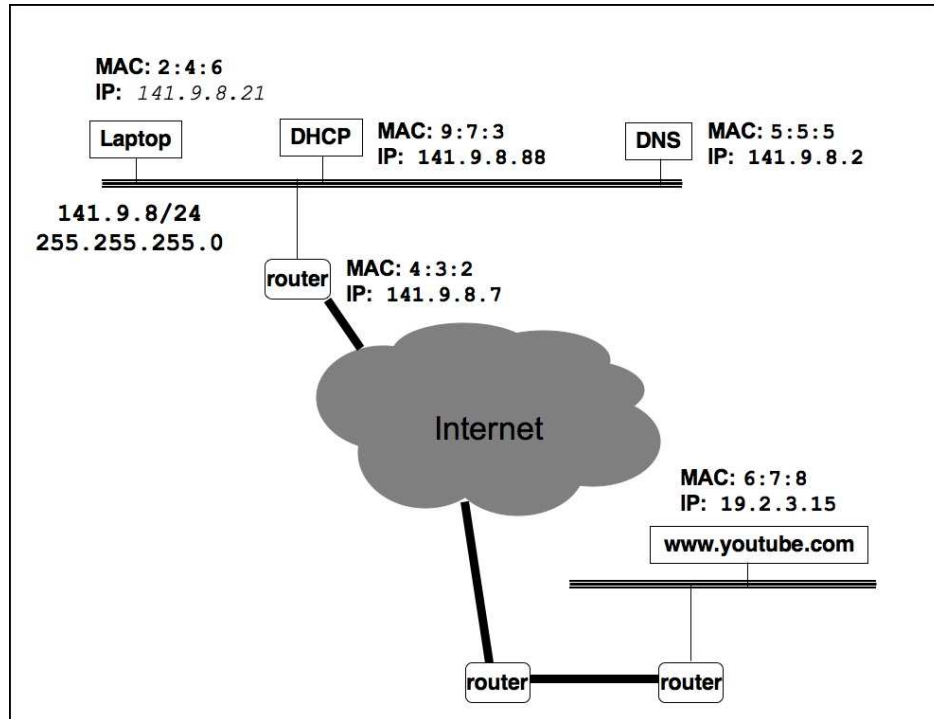 MAC: 2:4:6
IP: 141.9.8.21
Laptop
DHCP
MAC: 9:7:3
IP: 141.9.8.88
DNS
MAC: 5:5:5
IP: 141.9.8.2
141.9.8/24
255.255.255.0
router
MAC: 4:3:2
IP: 141.9.8.7
Internet
MAC: 6:7:8
IP: 19.2.3.15
www.youtube.com
router
router